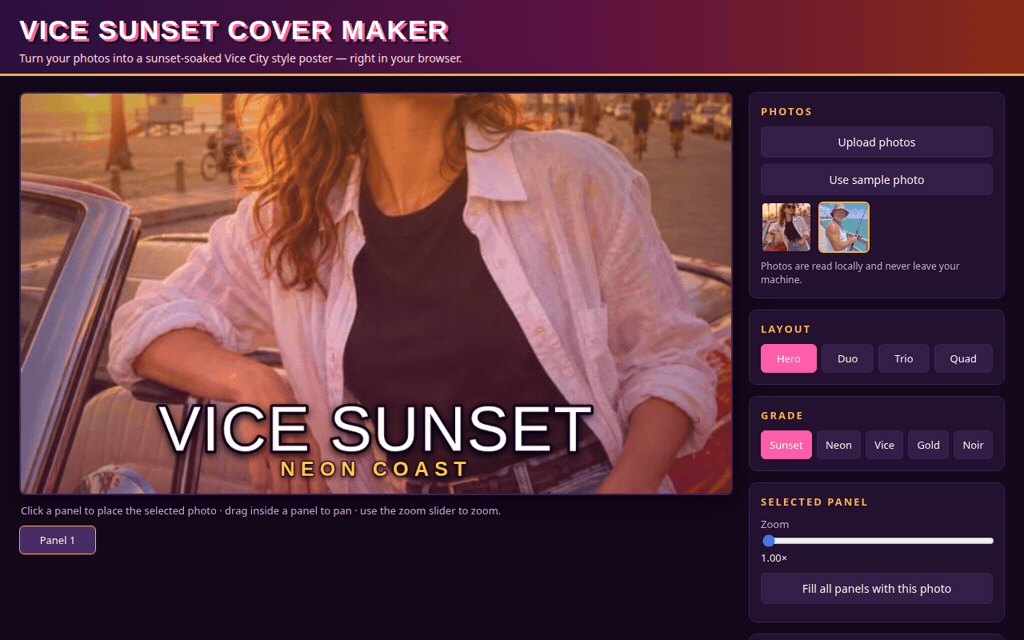 VICE SUNSET COVER MAKER
Turn your photos into a sunset-soaked Vice City style poster — right in your browser.
VICE SUNSET
NEON COAST
Click a panel to place the selected photo · drag inside a panel to pan · use the zoom slider to zoom.
Panel 1
PHOTOS
Upload photos
Use sample photo
Photos are read locally and never leave your
machine.
LAYOUT
Hero Duo Trio Quad
GRADE
Sunset Neon Vice Gold Noir
SELECTED PANEL
Zoom
1.00×
Fill all panels with this photo